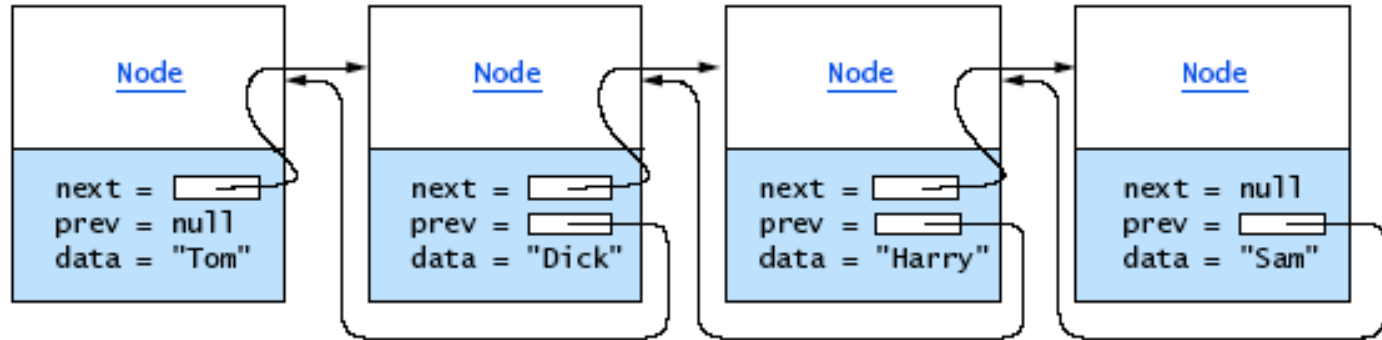 Node
next =
prev = null
data = "Tom"
Node
next =
prev =
data = "Dick"
Node
next =
prev =
data = "Harry"
Node
next = null
prev =
data = "Sam"